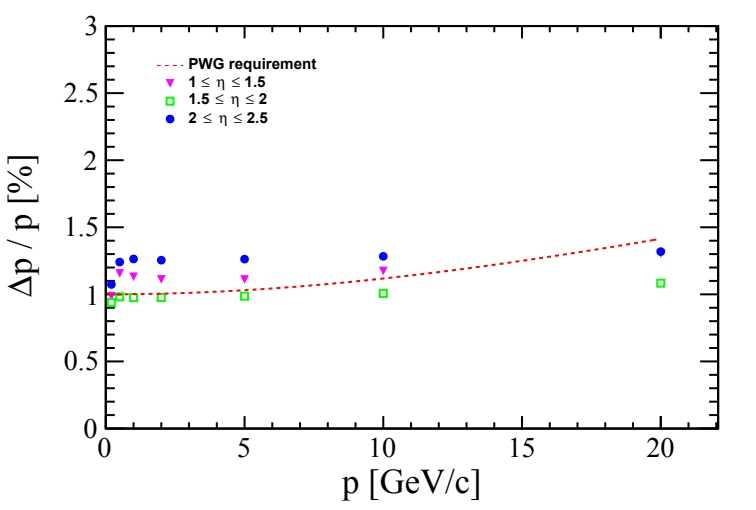 3
2.5
2
1.5
1
0.5
0
Δp / p [%]
PWG requirement
1 ≤ η ≤ 1.5
1.5 ≤ η ≤ 2
2 ≤ η ≤ 2.5
0 5 10 15 20
p [GeV/c]